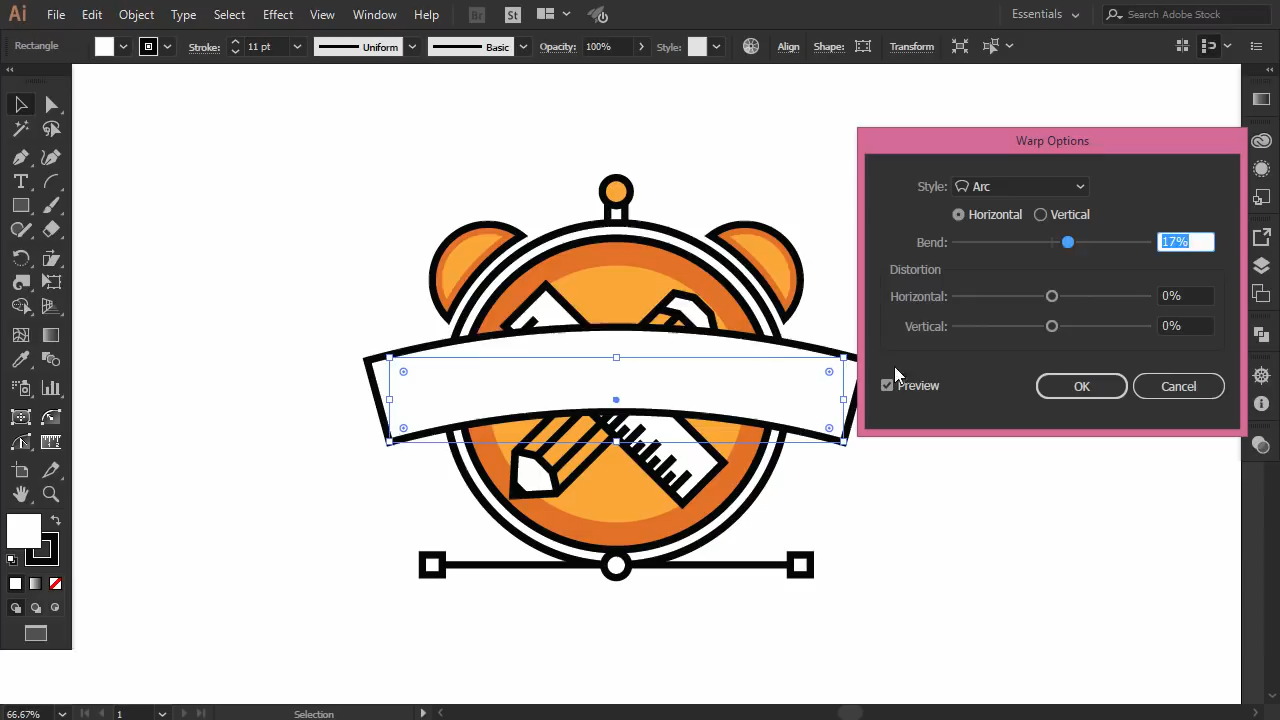 Ai File Edit Object Type Select Effect View Window Help Br St Essentials Search Adobe Stock
Rectangle Stroke: 11 pt Uniform Basic Opacity: 100% Style: Align Shape: Transform
Warp Options
Style: Arc
Horizontal Vertical
Bend: 17%
Distortion
Horizontal: 0%
Vertical: 0%
Preview OK Cancel
66.67% 1 Selection